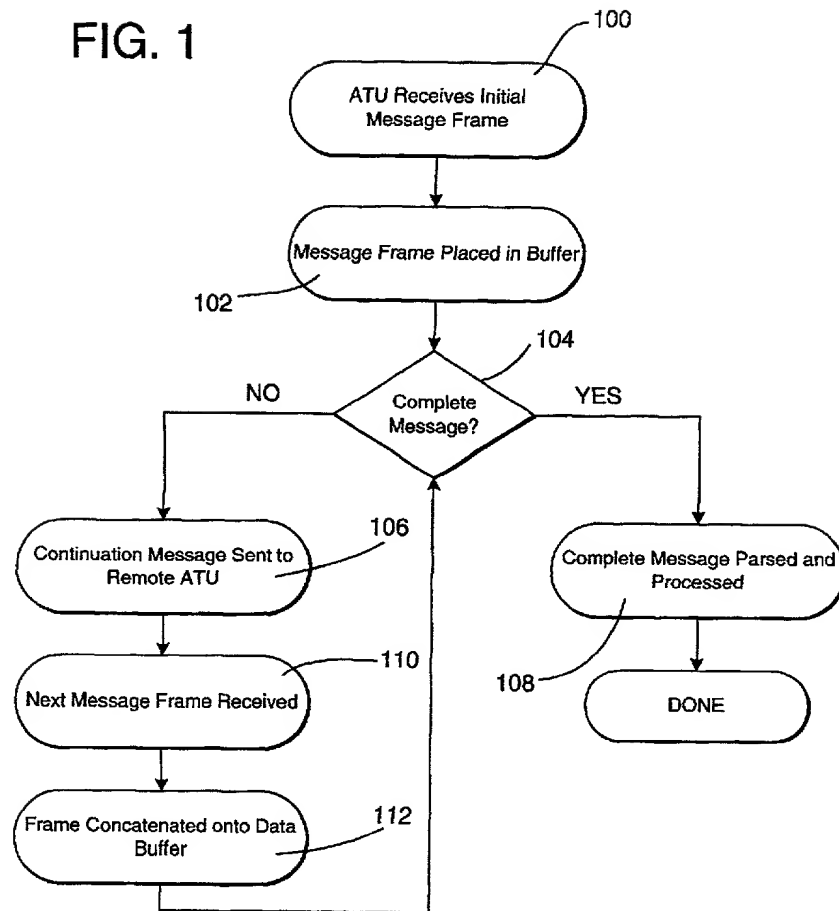 FIG. 1
100
ATU Receives Initial
Message Frame
Message Frame Placed in Buffer
102
104
NO
YES
Complete
Message?
Continuation Message Sent to
Remote ATU
106
Complete Message Parsed and
Processed
108
Next Message Frame Received
110
DONE
Frame Concatenated onto Data
Buffer
112